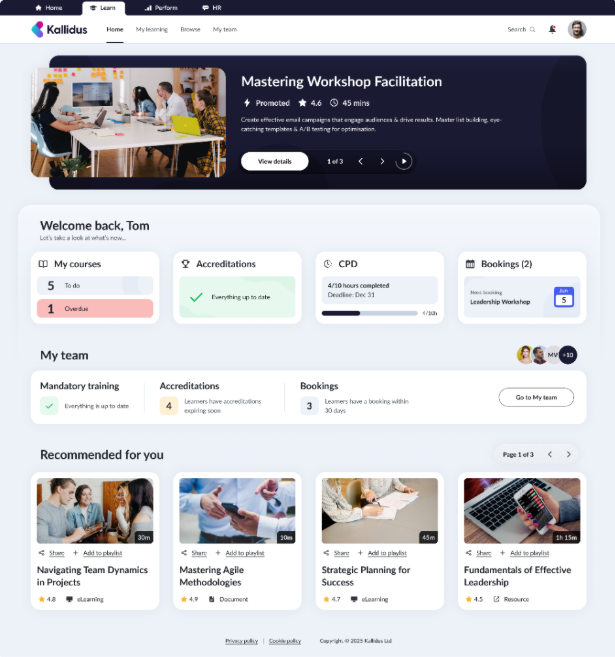 Home Learn Perform HR
Kallidus Home My learning Browse My team Search
Mastering Workshop Facilitation
Promoted 4.6 45 mins
Create effective email campaigns that engage audiences & drive results. Master list building, eye-
catching templates & A/B testing for optimisation.
View details 1 of 3
Welcome back, Tom
Let's take a look at what's new...
My courses Accreditations CPD Bookings (2)
5 To do
1 Overdue
Everything up to date
4/10 hours completed
Deadline: Dec 31
4/10h
Next booking
Leadership Workshop
Jun
5
My team MV +10
Mandatory training Accreditations Bookings
Everything is up to date
4 Learners have accreditations
expiring soon
3 Learners have a booking within
30 days
Go to My team
Recommended for you Page 1 of 3
30m 10m 45m 1h 15m
Share + Add to playlist Share + Add to playlist Share + Add to playlist Share + Add to playlist
Navigating Team Dynamics
in Projects
4.8 eLearning
Mastering Agile
Methodologies
4.9 Document
Strategic Planning for
Success
4.7 eLearning
Fundamentals of Effective
Leadership
4.5 Resource
Privacy policy | Cookie policy Copyright © 2025 Kallidus Ltd